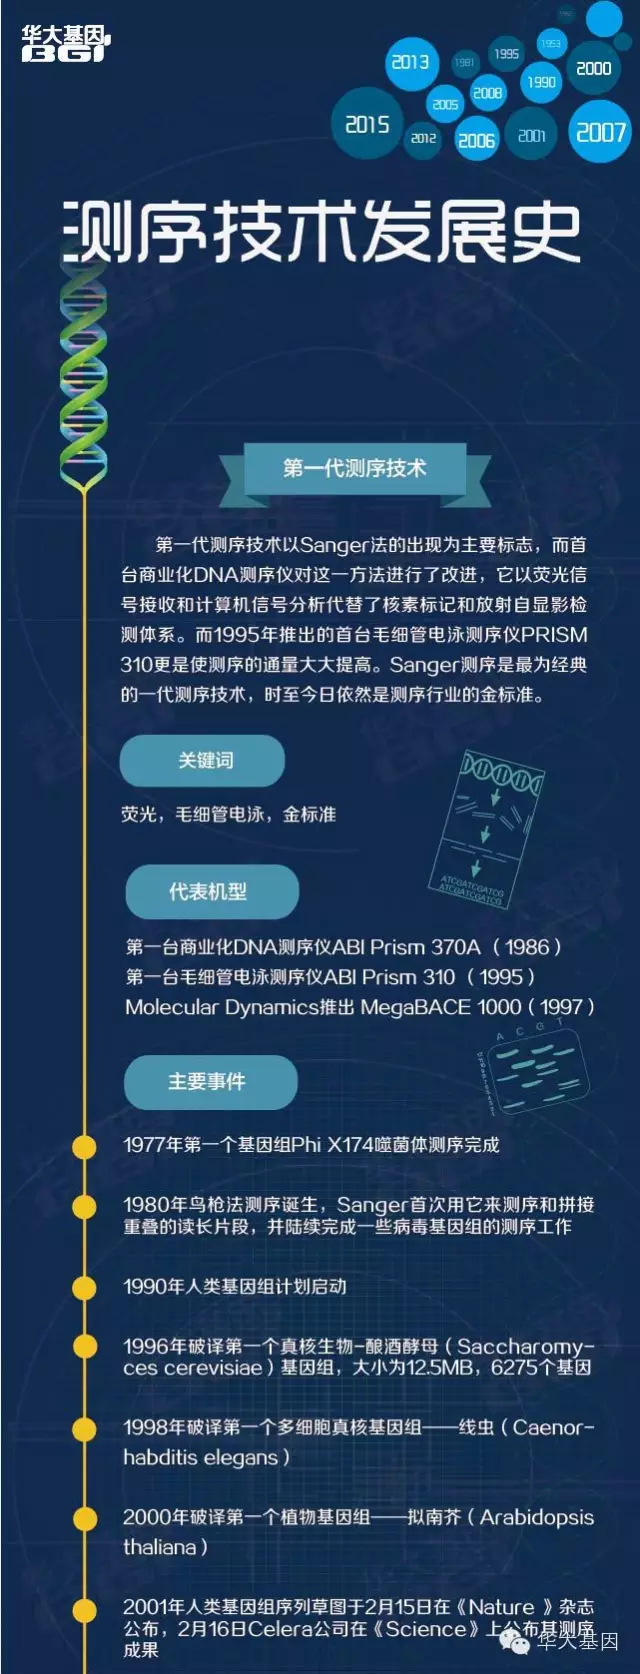 华大基因
BGI
2013
1981
1995
1953
2000
2005
2008
1990
2015
2012
2006
2001
2007
测序技术发展史
第一代测序技术
第一代测序技术以Sanger法的出现为主要标志，而首
台商业化DNA测序仪对这一方法进行了改进，它以荧光信
号接收和计算机信号分析代替了核素标记和放射自显影检
测体系。而1995年推出的首台毛细管电泳测序仪PRISM
310更是使测序的通量大大提高。Sanger测序是最为经典
的一代测序技术，时至今日依然是测序行业的金标准。
关键词
荧光，毛细管电泳，金标准
ATCGATCGATCG
ATCGATCGATCG
代表机型
第一台商业化DNA测序仪ABI Prism 370A （1986）
第一台毛细管电泳测序仪ABI Prism 310 （1995）
Molecular Dynamics推出 MegaBACE 1000（1997）
A C G T
主要事件
1977年第一个基因组Phi X174噬菌体测序完成
1980年鸟枪法测序诞生，Sanger首次用它来测序和拼接
重叠的读长片段，并陆续完成一些病毒基因组的测序工作
1990年人类基因组计划启动
1996年破译第一个真核生物-酿酒酵母（Saccharomy-
ces cerevisiae）基因组，大小为12.5MB，6275个基因
1998年破译第一个多细胞真核基因组——线虫（Caenor-
habditis elegans）
2000年破译第一个植物基因组——拟南芥（Arabidopsis
thaliana）
2001年人类基因组序列草图于2月15日在《Nature 》杂志
公布，2月16日Celera公司在《Science》上公布其测序
成果
华大基因